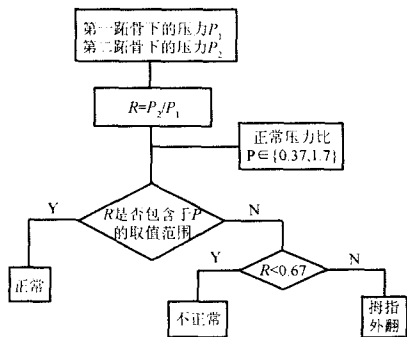 第一跖骨下的压力P₁
第二跖骨下的压力P₂
R=P₂/P₁
正常压力比
P∈{0.37,1.7}
R是否包含于P
的取值范围
Y
N
正常
R<0.67
Y
N
不正常
拇指
外翻